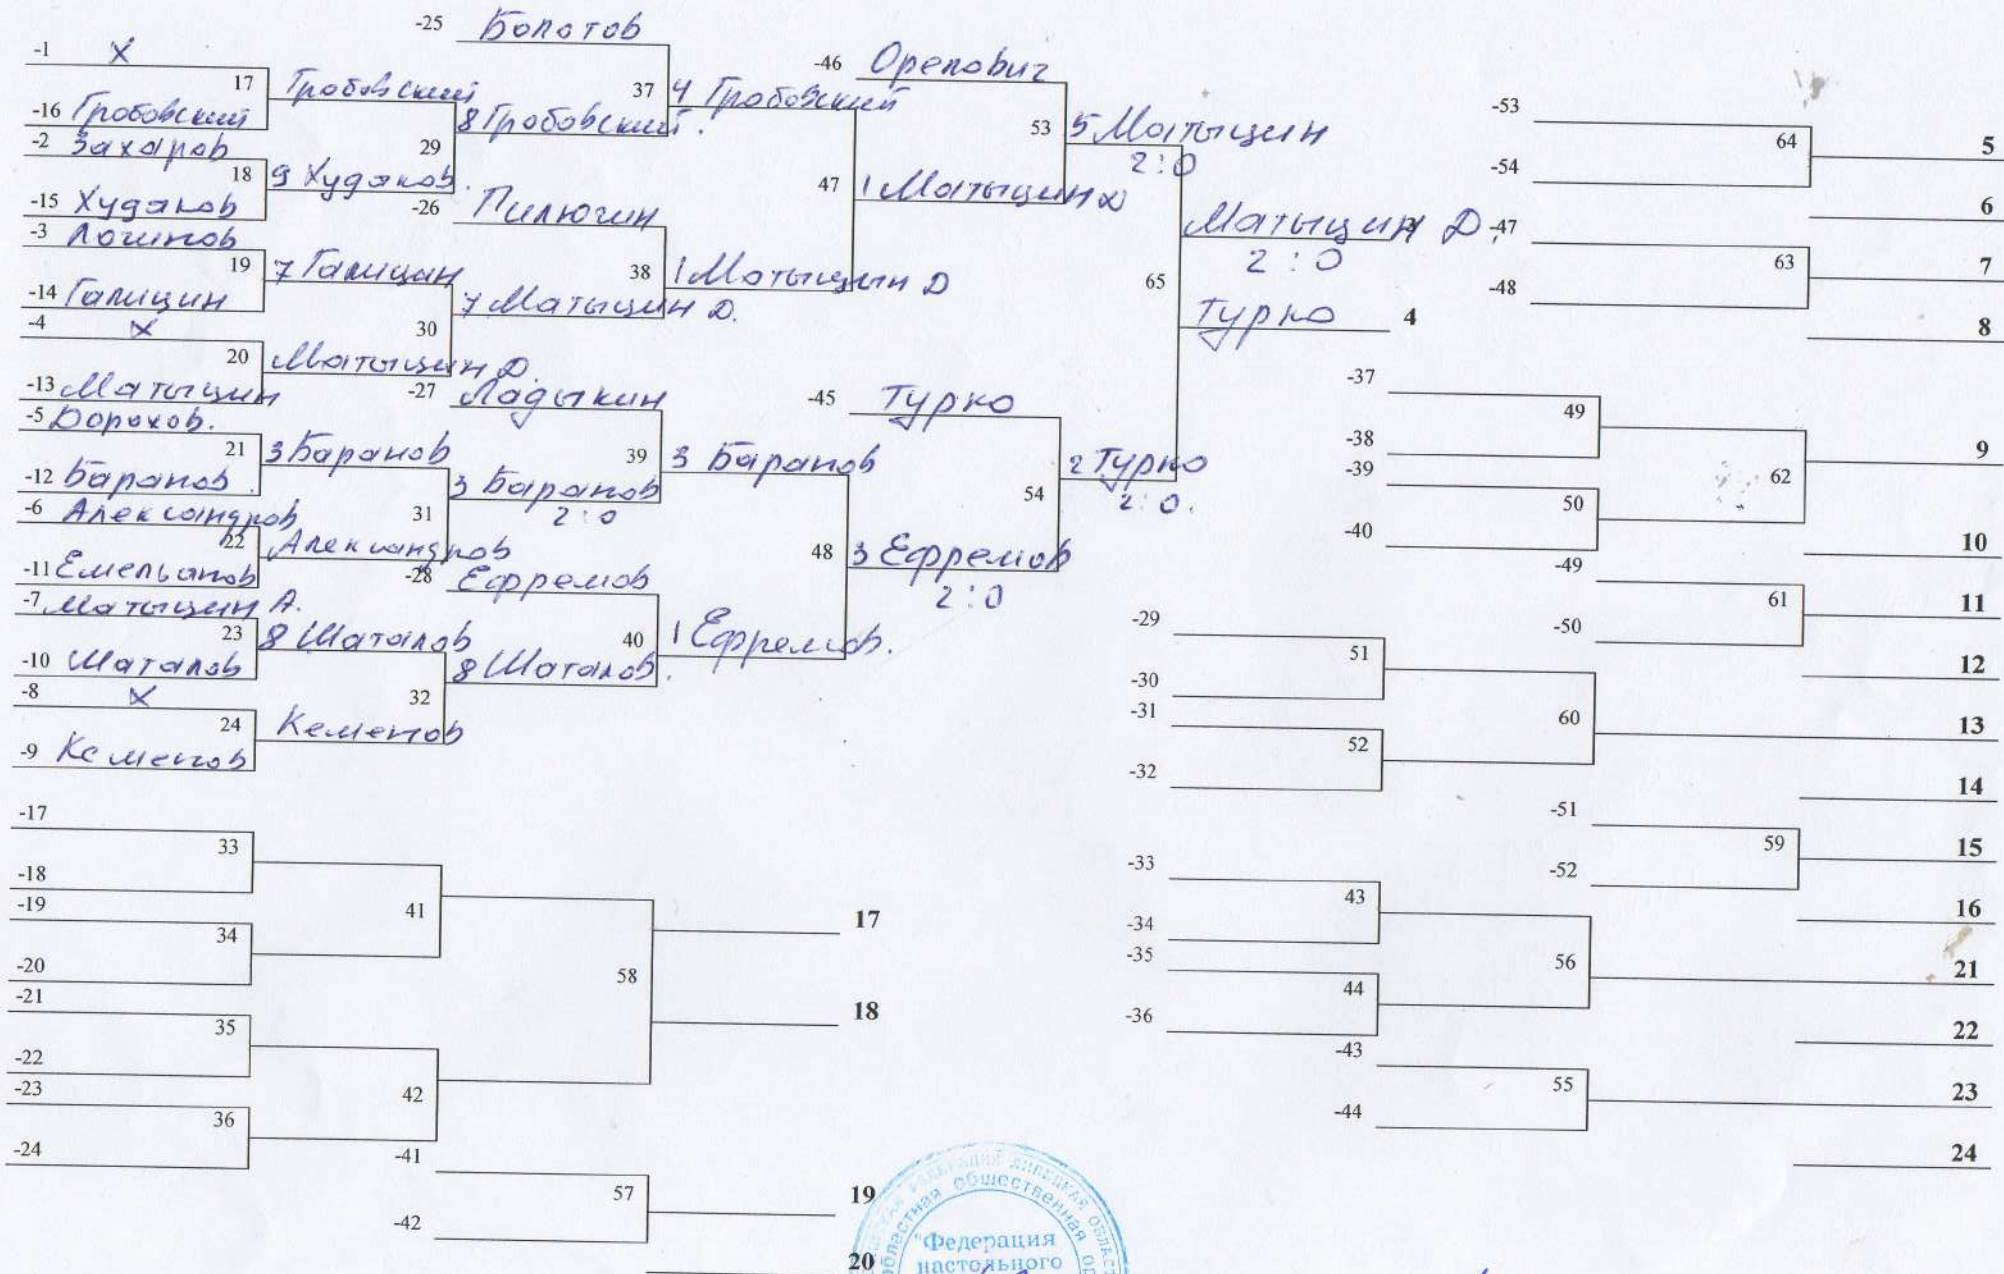 -1 X
17
-16 Гробовский
Гробовский
-2 Захаров
18
-15 Худяков
9 Худяков.
29
8 Гробовский.
-3 Логинов
19
-14 Галицин
7 Галицин
-4 X
20
-13 Матыцин
Матыцин Д.
30
7 Матыцин Д.
-5 Дорохов.
21
-12 Баранов.
3 Баранов
-6 Александров
22
-11 Емельянов
Александров
31
3 Баранов
2:0
-7 Матыцин А.
23
-10 Шаталов
8 Шаталов
-8 X
24
-9 Кеменов
Кеменов
32
8 Шаталов.
-25 Болотов
37
4 Гробовский
-26 Пилюгин
38
1 Матыцин Д
47
1 Матыцин Д
-27 Ладыкин
39
3 Баранов
-28 Ефремов
40
1 Ефремов.
48
3 Ефремов
2:0
-46 Орелович
53
5 Матыцин
2:0
-45 Турко
54
2 Турко
2:0.
65
Матыцин Д.
2:0
Турко 4
-53
64
-54
5
6
-47
63
-48
7
8
-37
49
-38
-39
50
-40
62
9
10
-49
61
-50
11
12
-29
51
-30
-31
52
-32
60
13
14
-51
59
-52
15
16
-33
43
-34
-35
44
-36
56
21
22
-43
55
-44
23
24
-17
33
-18
-19
34
-20
41
-21
35
-22
-23
36
-24
42
58
17
18
-41
57
-42
19
20
областная общественная
Федерация
настольного